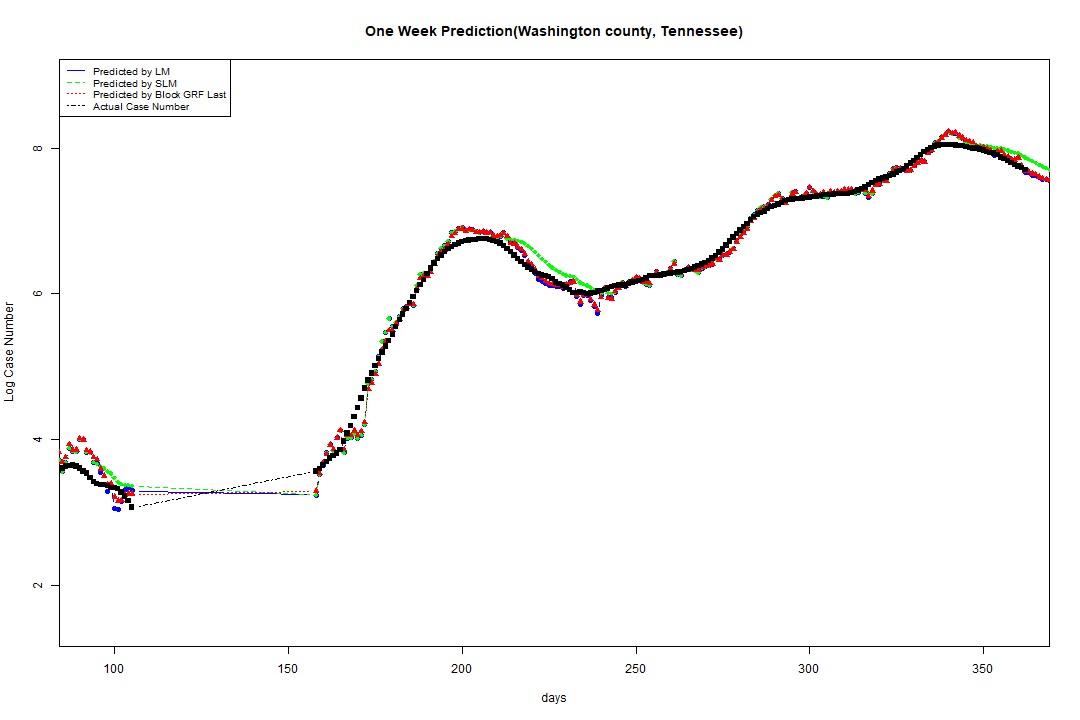 One Week Prediction(Washington county, Tennessee)
Predicted by LM
Predicted by SLM
Predicted by Block GRF Last
Actual Case Number
8
6
4
2
Log Case Number
100 150 200 250 300 350
days